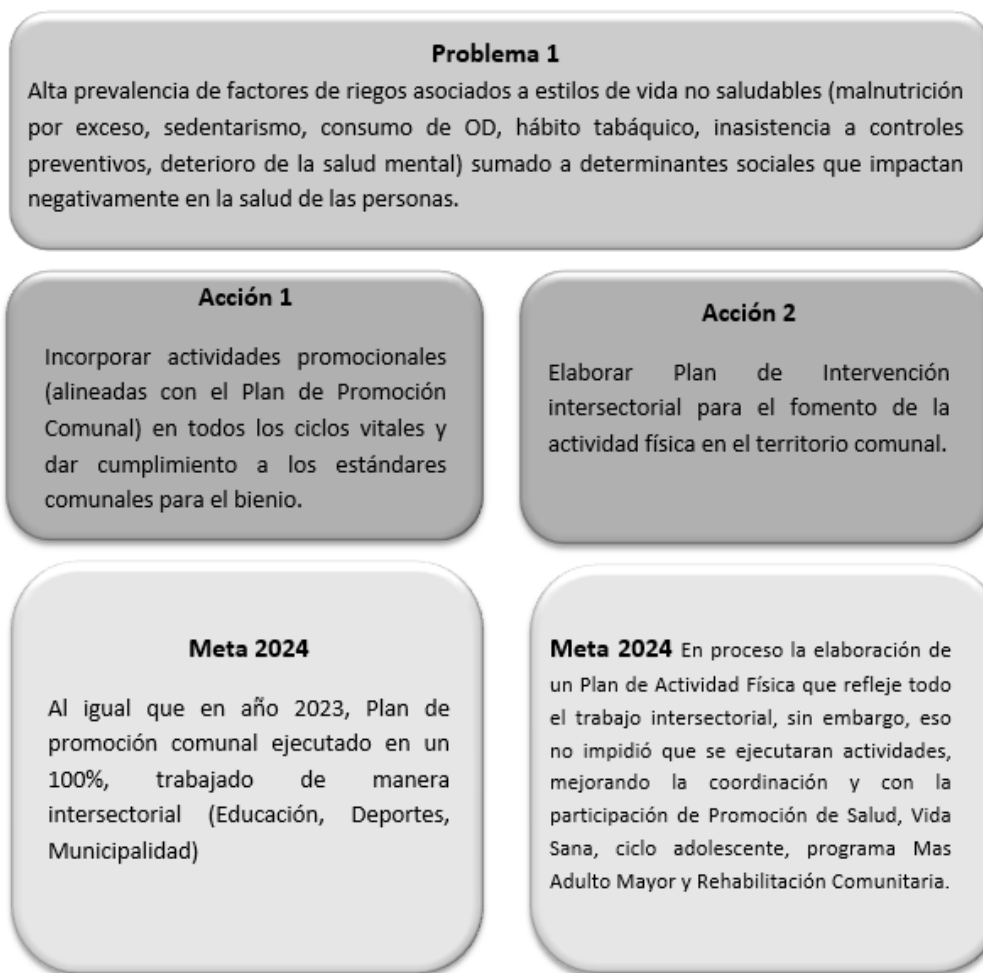 Problema 1
Alta prevalencia de factores de riegos asociados a estilos de vida no saludables (malnutrición
por exceso, sedentarismo, consumo de OD, hábito tabáquico, inasistencia a controles
preventivos, deterioro de la salud mental) sumado a determinantes sociales que impactan
negativamente en la salud de las personas.
Acción 1
Incorporar actividades promocionales
(alineadas con el Plan de Promoción
Comunal) en todos los ciclos vitales y
dar cumplimiento a los estándares
comunales para el bienio.
Acción 2
Elaborar Plan de Intervención
intersectorial para el fomento de la
actividad física en el territorio comunal.
Meta 2024
Al igual que en año 2023, Plan de
promoción comunal ejecutado en un
100%, trabajado de manera
intersectorial (Educación, Deportes,
Municipalidad)
Meta 2024 En proceso la elaboración de
un Plan de Actividad Física que refleje todo
el trabajo intersectorial, sin embargo, eso
no impidió que se ejecutaran actividades,
mejorando la coordinación y con la
participación de Promoción de Salud, Vida
Sana, ciclo adolescente, programa Mas
Adulto Mayor y Rehabilitación Comunitaria.